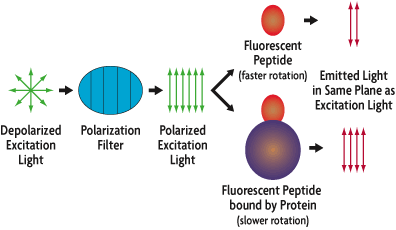 Depolarized
Excitation
Light
Polarization
Filter
Polarized
Excitation
Light
Fluorescent
Peptide
(faster rotation)
Emitted Light
in Same Plane as
Excitation Light
Fluorescent Peptide
bound by Protein
(slower rotation)